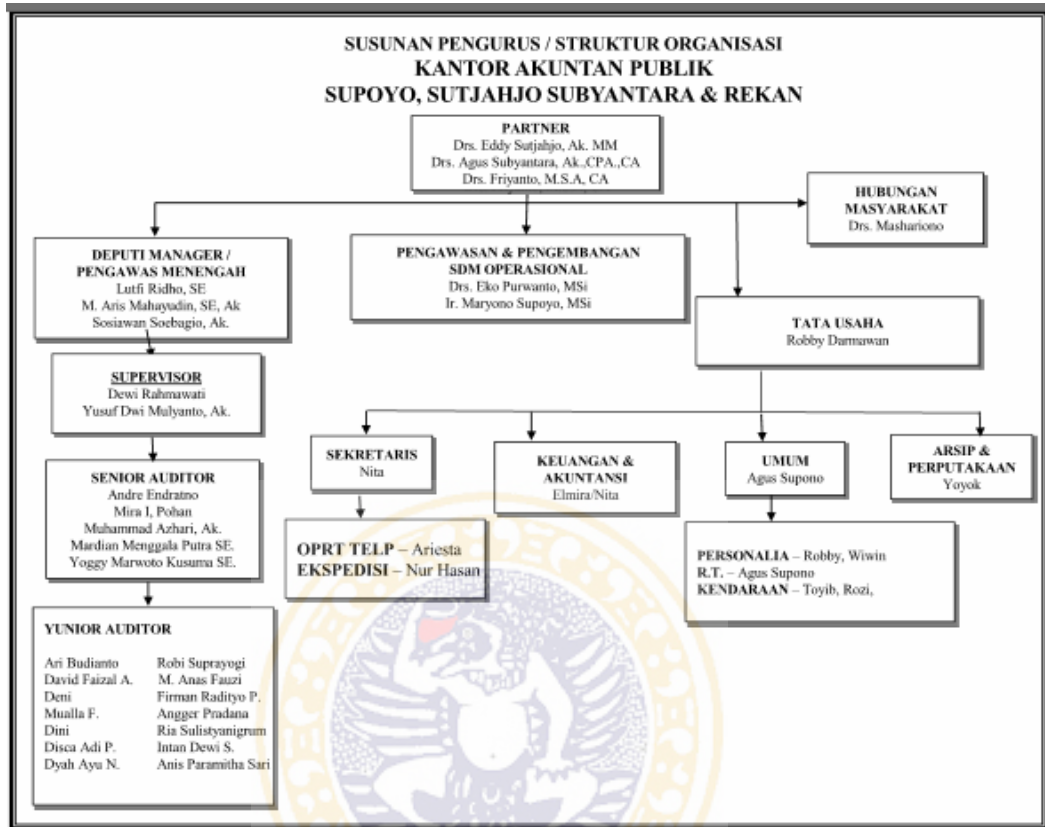 SUSUNAN PENGURUS / STRUKTUR ORGANISASI
KANTOR AKUNTAN PUBLIK
SUPOYO, SUTJAHJO SUBYANTARA & REKAN
PARTNER
Drs. Eddy Sutjahjo, Ak. MM
Drs. Agus Subyantara, Ak.,CPA.,CA
Drs. Friyanto, M.S.A, CA
HUBUNGAN
MASYARAKAT
Drs. Mashariono
DEPUTI MANAGER /
PENGAWAS MENENGAH
Lutfi Ridho, SE
M. Aris Mahayudin, SE, Ak
Sosiawan Soebagio, Ak.
PENGAWASAN & PENGEMBANGAN
SDM OPERASIONAL
Drs. Eko Purwanto, MSi
Ir. Maryono Supoyo, MSi
TATA USAHA
Robby Darmawan
SUPERVISOR
Dewi Rahmawati
Yusuf Dwi Mulyanto, Ak.
SENIOR AUDITOR
Andre Endratno
Mira I, Pohan
Muhammad Azhari, Ak.
Mardian Menggala Putra SE.
Yoggy Marwoto Kusuma SE.
SEKRETARIS
Nita
KEUANGAN &
AKUNTANSI
Elmira/Nita
UMUM
Agus Supono
ARSIP &
PERPUTAKAAN
Yoyok
OPRT TELP – Ariesta
EKSPEDISI – Nur Hasan
PERSONALIA – Robby, Wiwin
R.T. – Agus Supono
KENDARAAN – Toyib, Rozi,
YUNIOR AUDITOR
Ari Budianto Robi Suprayogi
David Faizal A. M. Anas Fauzi
Deni Firman Radityo P.
Mualla F. Angger Pradana
Dini Ria Sulistyanigrum
Disca Adi P. Intan Dewi S.
Dyah Ayu N. Anis Paramitha Sari